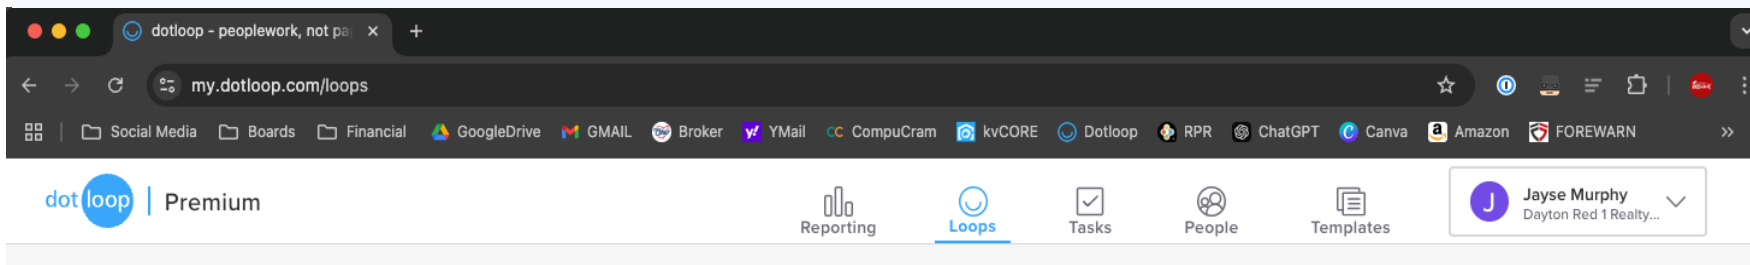 dotloop - peoplework, not pa
my.dotloop.com/loops
Social Media Boards Financial GoogleDrive GMAIL Broker YMail CompuCram kvCORE Dotloop RPR ChatGPT Canva Amazon FOREWARN
dot loop Premium
Reporting Loops Tasks People Templates
J Jayse Murphy
Dayton Red 1 Realty...